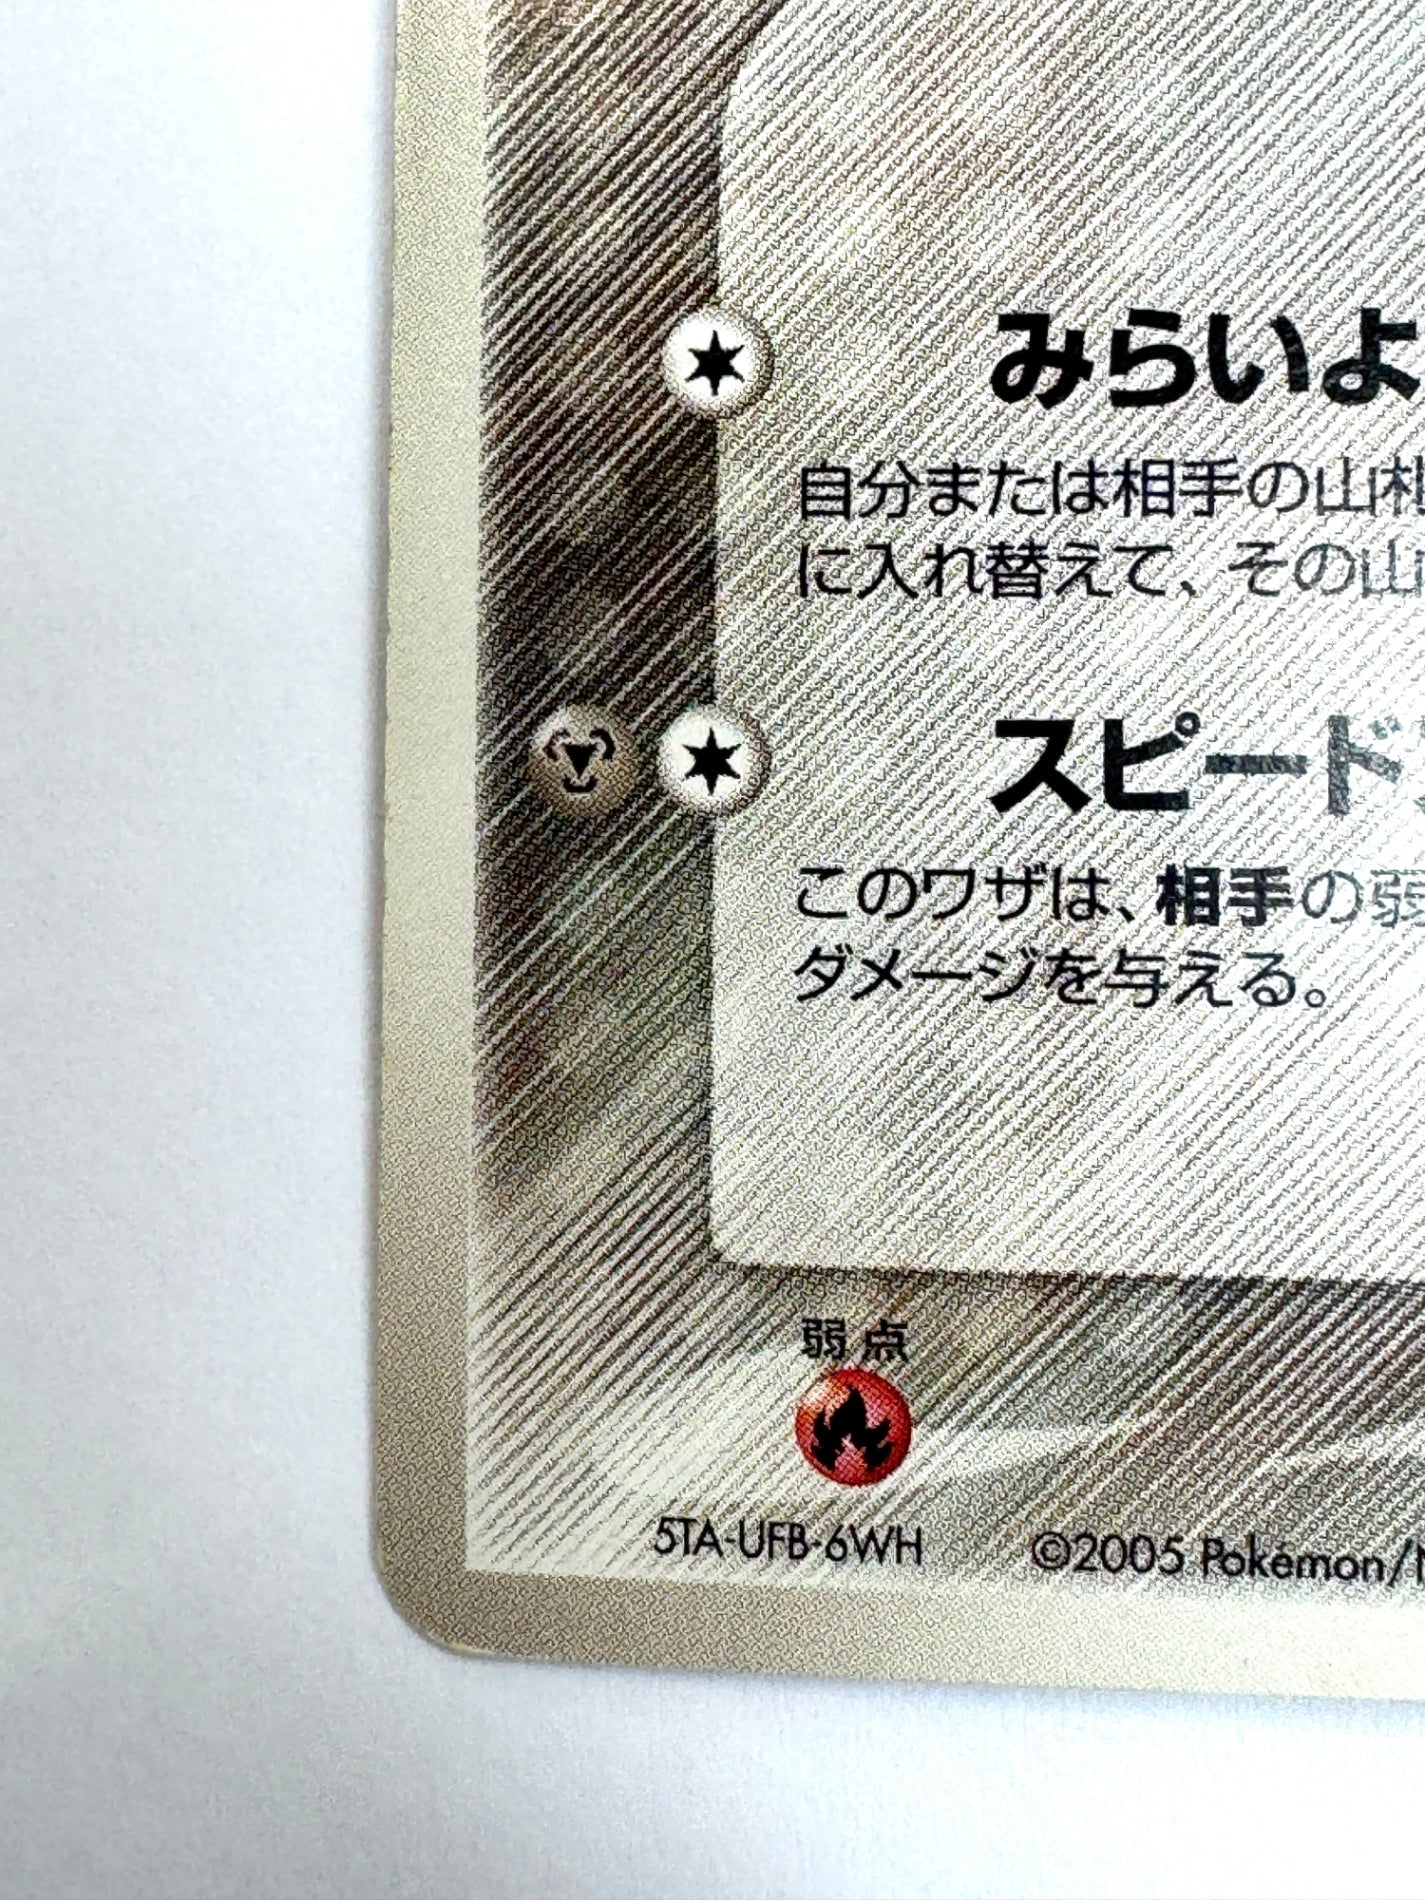 みらいよ
自分または相手の山札
に入れ替えて、その山
スピード
このワザは、相手の弱
ダメージを与える。
弱点
5TA-UFB-6WH ©2005 Pokémon/N